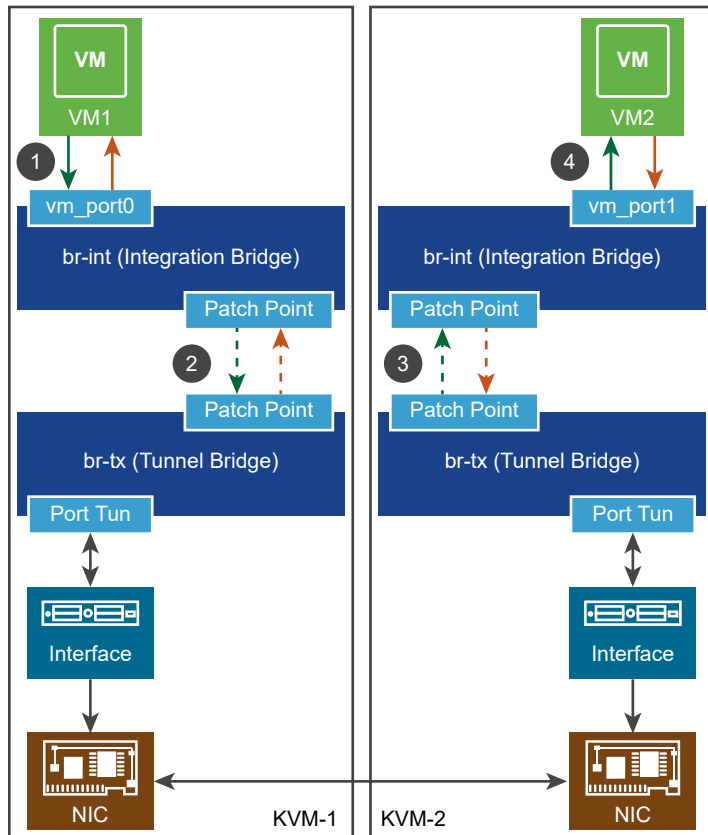 VM
VM1
1
vm_port0
br-int (Integration Bridge)
Patch Point
2
Patch Point
br-tx (Tunnel Bridge)
Port Tun
Interface
NIC
KVM-1
VM
VM2
4
vm_port1
br-int (Integration Bridge)
Patch Point
3
Patch Point
br-tx (Tunnel Bridge)
Port Tun
Interface
NIC
KVM-2